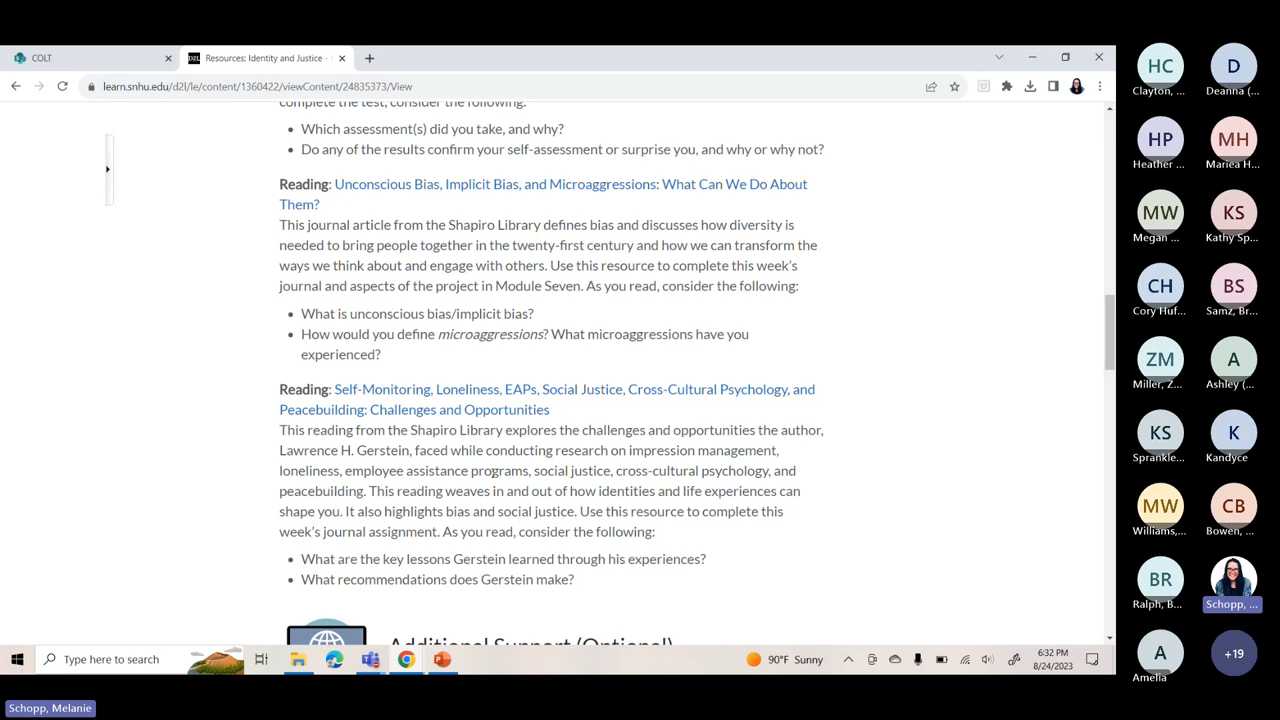 COLT
Resources: Identity and Justice -
learn.snhu.edu/d2l/le/content/1360422/viewContent/24835373/View
complete the test, consider the following:
Which assessment(s) did you take, and why?
Do any of the results confirm your self-assessment or surprise you, and why or why not?
Reading: Unconscious Bias, Implicit Bias, and Microaggressions: What Can We Do About
Them?
This journal article from the Shapiro Library defines bias and discusses how diversity is
needed to bring people together in the twenty-first century and how we can transform the
ways we think about and engage with others. Use this resource to complete this week's
journal and aspects of the project in Module Seven. As you read, consider the following:
What is unconscious bias/implicit bias?
How would you define microaggressions? What microaggressions have you
experienced?
Reading: Self-Monitoring, Loneliness, EAPs, Social Justice, Cross-Cultural Psychology, and
Peacebuilding: Challenges and Opportunities
This reading from the Shapiro Library explores the challenges and opportunities the author,
Lawrence H. Gerstein, faced while conducting research on impression management,
loneliness, employee assistance programs, social justice, cross-cultural psychology, and
peacebuilding. This reading weaves in and out of how identities and life experiences can
shape you. It also highlights bias and social justice. Use this resource to complete this
week's journal assignment. As you read, consider the following:
What are the key lessons Gerstein learned through his experiences?
What recommendations does Gerstein make?
Additional Support (Optional)
Type here to search
90°F Sunny
6:32 PM
8/24/2023
HC
Clayton, ...
D
Deanna (...
HP
Heather ...
MH
Mariea H...
MW
Megan ...
KS
Kathy Sp...
CH
Cory Huf...
BS
Samz, Br...
ZM
Miller, Z...
A
Ashley (...
KS
Sprankle...
K
Kandyce
MW
Williams,...
CB
Bowen, ...
BR
Ralph, B...
Schopp, ...
A
Amelia
+19
Schopp, Melanie